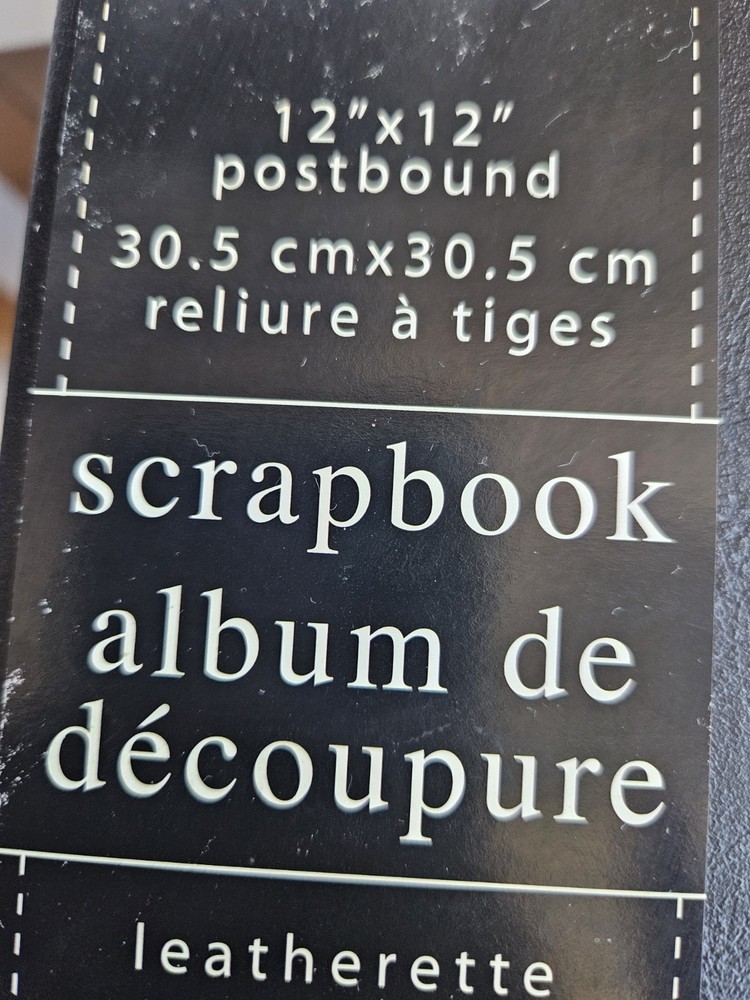 12"x12"
postbound
30.5 cmx30.5 cm
reliure à tiges
scrapbook
album de
découpure
leatherette